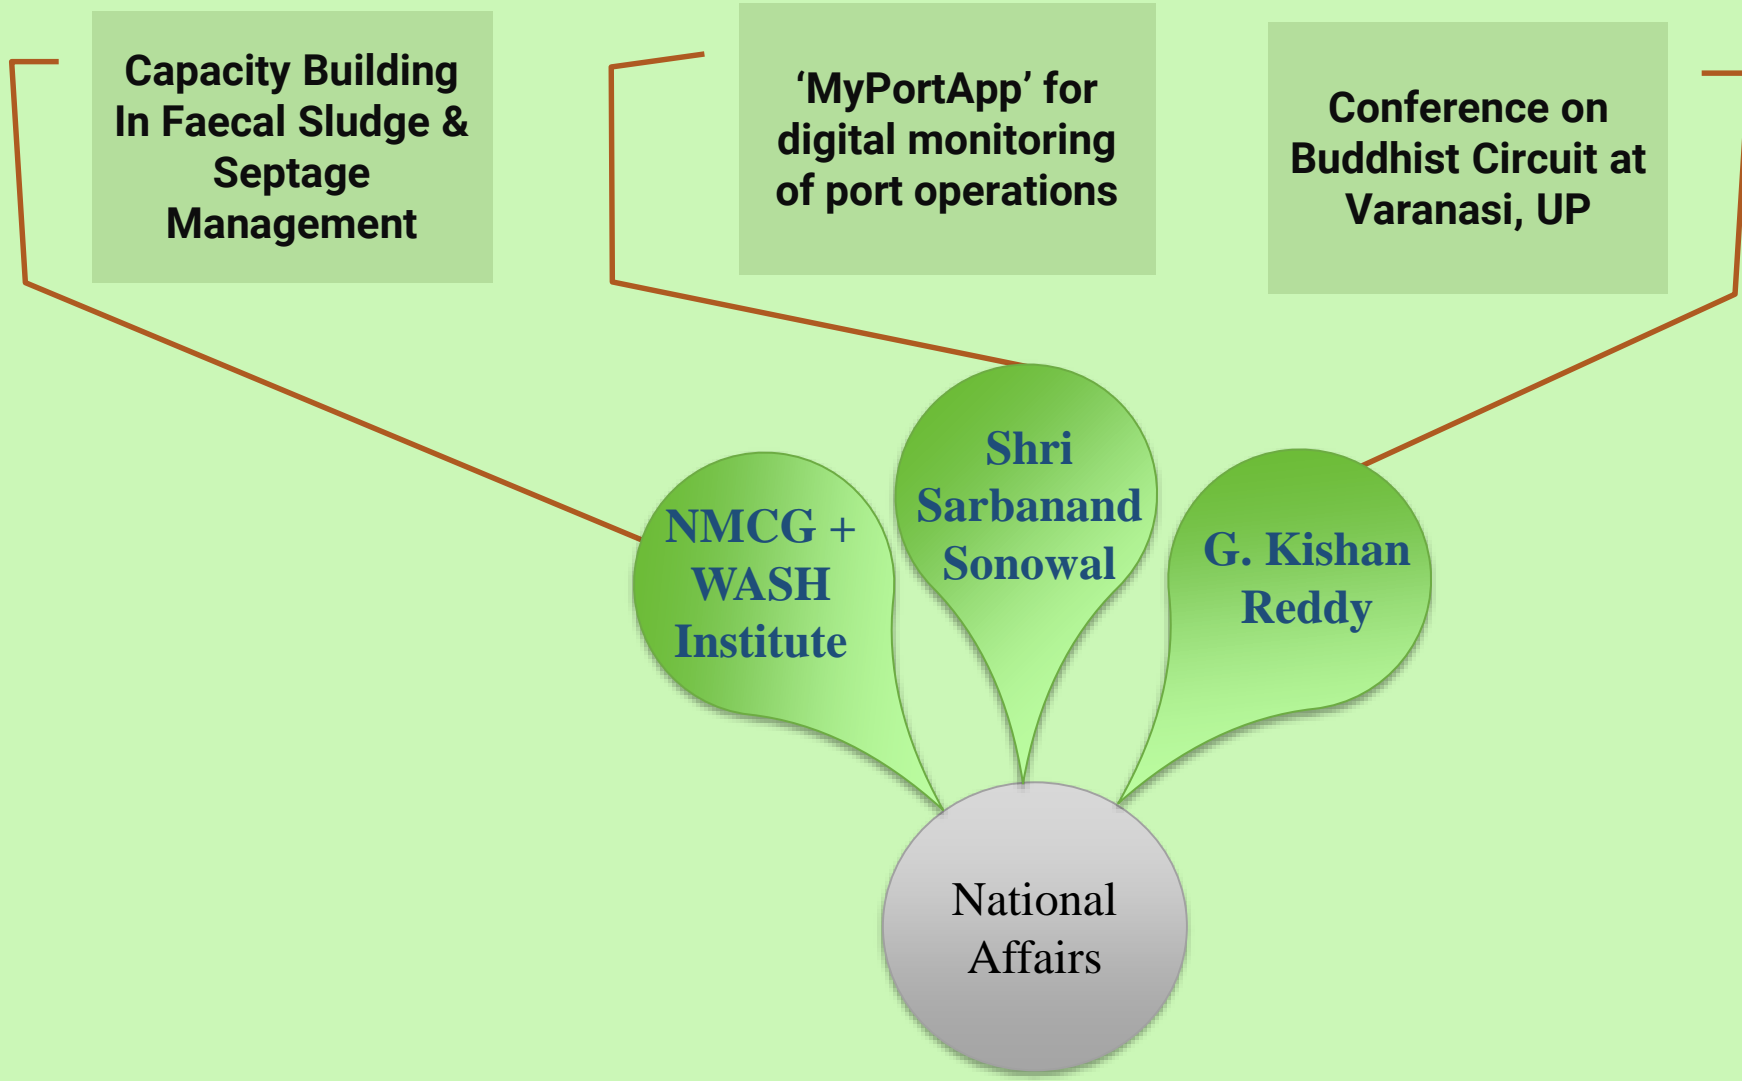 Capacity Building
In Faecal Sludge &
Septage
Management
‘MyPortApp’ for
digital monitoring
of port operations
Conference on
Buddhist Circuit at
Varanasi, UP
NMCG +
WASH
Institute
Shri
Sarbanand
Sonowal
G. Kishan
Reddy
National
Affairs